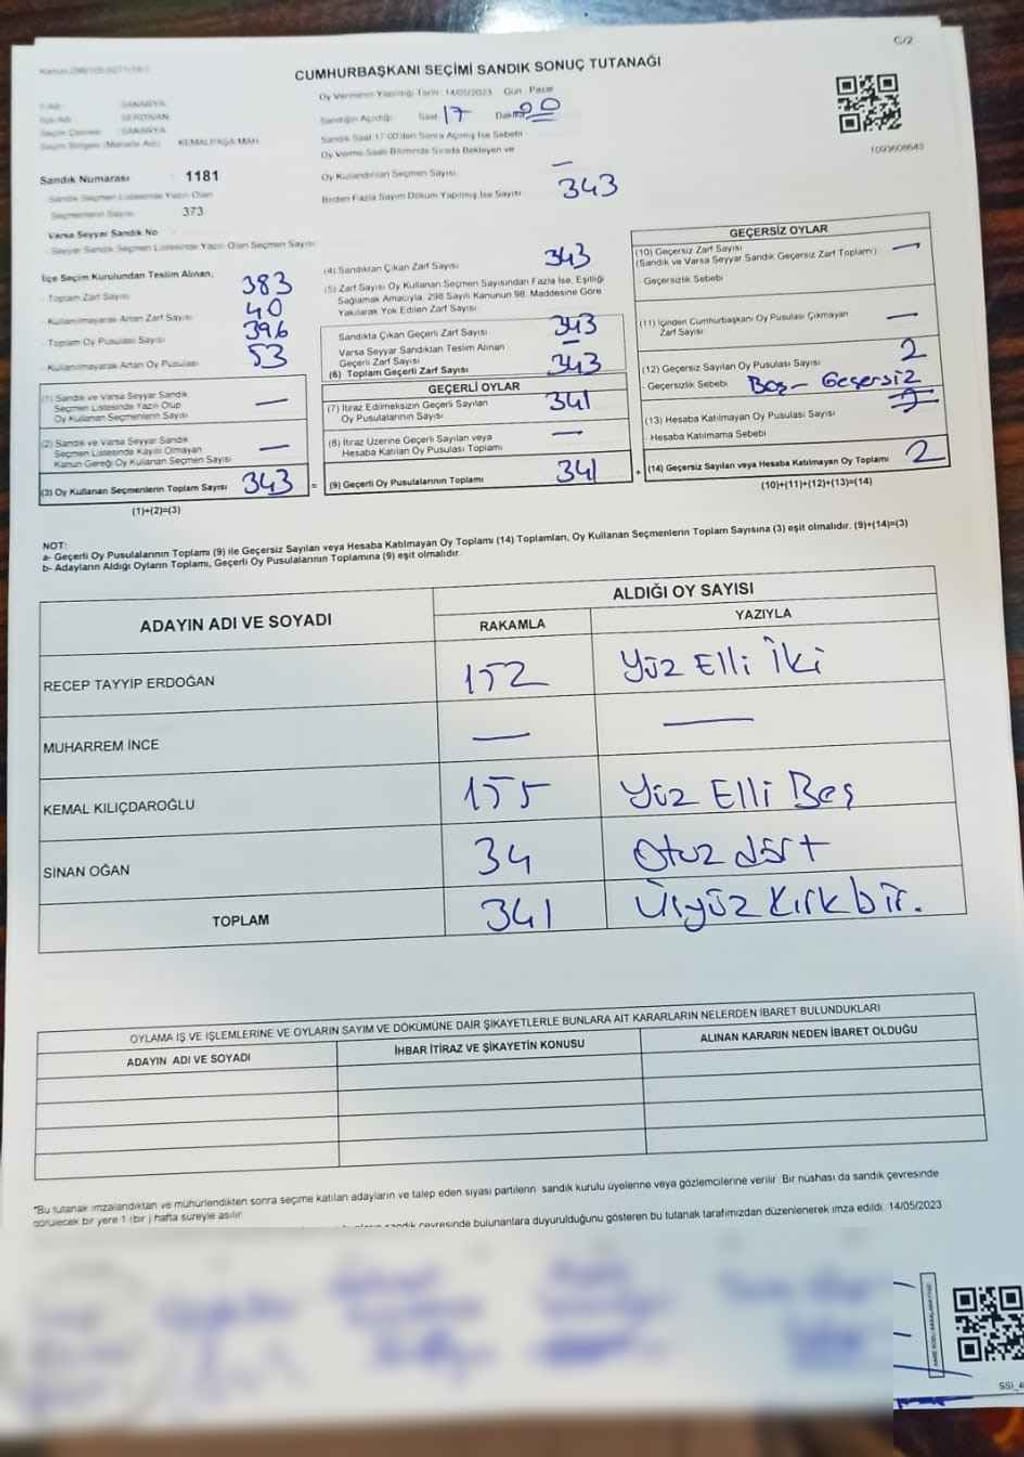 C/2
CUMHURBAŞKANI SEÇİMİ SANDIK SONUÇ TUTANAĞI
Oy Vermenin Yapıldığı Tarih : 14/05/2023 Gün : Pazar
Sandığın Açıldığı Saat 17 Dakika 00
Sandık Saat 17:00'den Sonra Açılmış İse Sebebi
Oy Verme Saati Bitiminde Sırada Bekleyen ve
Oy Kullandırılan Seçmen Sayısı —
Birden Fazla Sayım Döküm Yapılmış İse Sayısı 343
SAKARYA
SERDİVAN
SAKARYA
KEMALPAŞA MAH.
1093608643
Sandık Numarası 1181
Sandık Seçmen Listesinde Yazılı Olan
Seçmenlerin Sayısı 373
Varsa Seyyar Sandık No
Seyyar Sandık Seçmen Listesinde Yazılı Olan Seçmen Sayısı
İlçe Seçim Kurulundan Teslim Alınan,
Toplam Zarf Sayısı 383
Kullanılmayarak Artan Zarf Sayısı 40
Toplam Oy Pusulası Sayısı 396
Kullanılmayarak Artan Oy Pusulası 53
(1) Sandık ve Varsa Seyyar Sandık
Seçmen Listesinde Yazılı Olup
Oy Kullanan Seçmenlerin Sayısı —
(2) Sandık ve Varsa Seyyar Sandık
Seçmen Listesinde Kayıtlı Olmayan
Kanun Gereği Oy Kullanan Seçmen Sayısı —
(3) Oy Kullanan Seçmenlerin Toplam Sayısı 343 =
(1)+(2)=(3)
(4) Sandıktan Çıkan Zarf Sayısı 343
(5) Zarf Sayısı Oy Kullanan Seçmen Sayısından Fazla İse, Eşitliği
Sağlamak Amacıyla, 298 Sayılı Kanunun 98. Maddesine Göre
Yakılarak Yok Edilen Zarf Sayısı
Sandıkta Çıkan Geçerli Zarf Sayısı 343
Varsa Seyyar Sandıktan Teslim Alınan
Geçerli Zarf Sayısı —
(6) Toplam Geçerli Zarf Sayısı 343
GEÇERLİ OYLAR
(7) İtiraz Edilmeksizin Geçerli Sayılan
Oy Pusulalarının Sayısı 341
(8) İtiraz Üzerine Geçerli Sayılan veya
Hesaba Katılan Oy Pusulası Toplamı —
(9) Geçerli Oy Pusulalarının Toplamı 341 +
GEÇERSİZ OYLAR
(10) Geçersiz Zarf Sayısı
(Sandık ve Varsa Seyyar Sandık Geçersiz Zarf Toplamı) —
Geçersizlik Sebebi
(11) İçinden Cumhurbaşkanı Oy Pusulası Çıkmayan
Zarf Sayısı —
(12) Geçersiz Sayılan Oy Pusulası Sayısı 2
Geçersizlik Sebebi Boş - Geçersiz
(13) Hesaba Katılmayan Oy Pusulası Sayısı
Hesaba Katılmama Sebebi
(14) Geçersiz Sayılan veya Hesaba Katılmayan Oy Toplamı 2
(10)+(11)+(12)+(13)=(14)
NOT:
a- Geçerli Oy Pusulalarının Toplamı (9) ile Geçersiz Sayılan veya Hesaba Katılmayan Oy Toplamı (14) Toplamları, Oy Kullanan Seçmenlerin Toplam Sayısına (3) eşit olmalıdır. (9)+(14)=(3)
b- Adayların Aldığı Oyların Toplamı, Geçerli Oy Pusulalarının Toplamına (9) eşit olmalıdır.
ADAYIN ADI VE SOYADI
ALDIĞI OY SAYISI
RAKAMLA YAZIYLA
RECEP TAYYİP ERDOĞAN 152 Yüz Elli İki
MUHARREM İNCE — —
KEMAL KILIÇDAROĞLU 155 Yüz Elli Beş
SİNAN OĞAN 34 Otuz dört
TOPLAM 341 Üçyüz kırk bir.
OYLAMA İŞ VE İŞLEMLERİNE VE OYLARIN SAYIM VE DÖKÜMÜNE DAİR ŞİKAYETLERLE BUNLARA AİT KARARLARIN NELERDEN İBARET BULUNDUKLARI
ADAYIN ADI VE SOYADI İHBAR İTİRAZ VE ŞİKAYETİN KONUSU ALINAN KARARIN NEDEN İBARET OLDUĞU
*Bu tutanak imzalandıktan ve mühürlendikten sonra seçime katılan adayların ve talep eden siyasi partilerin sandık kurulu üyelerine veya gözlemcilerine verilir. Bir nüshası da sandık çevresinde
görülecek bir yere 1 (bir) hafta süreyle asılır.
sandık çevresinde bulunanlara duyurulduğunu gösteren bu tutanak tarafımızdan düzenlenerek imza edildi. 14/05/2023